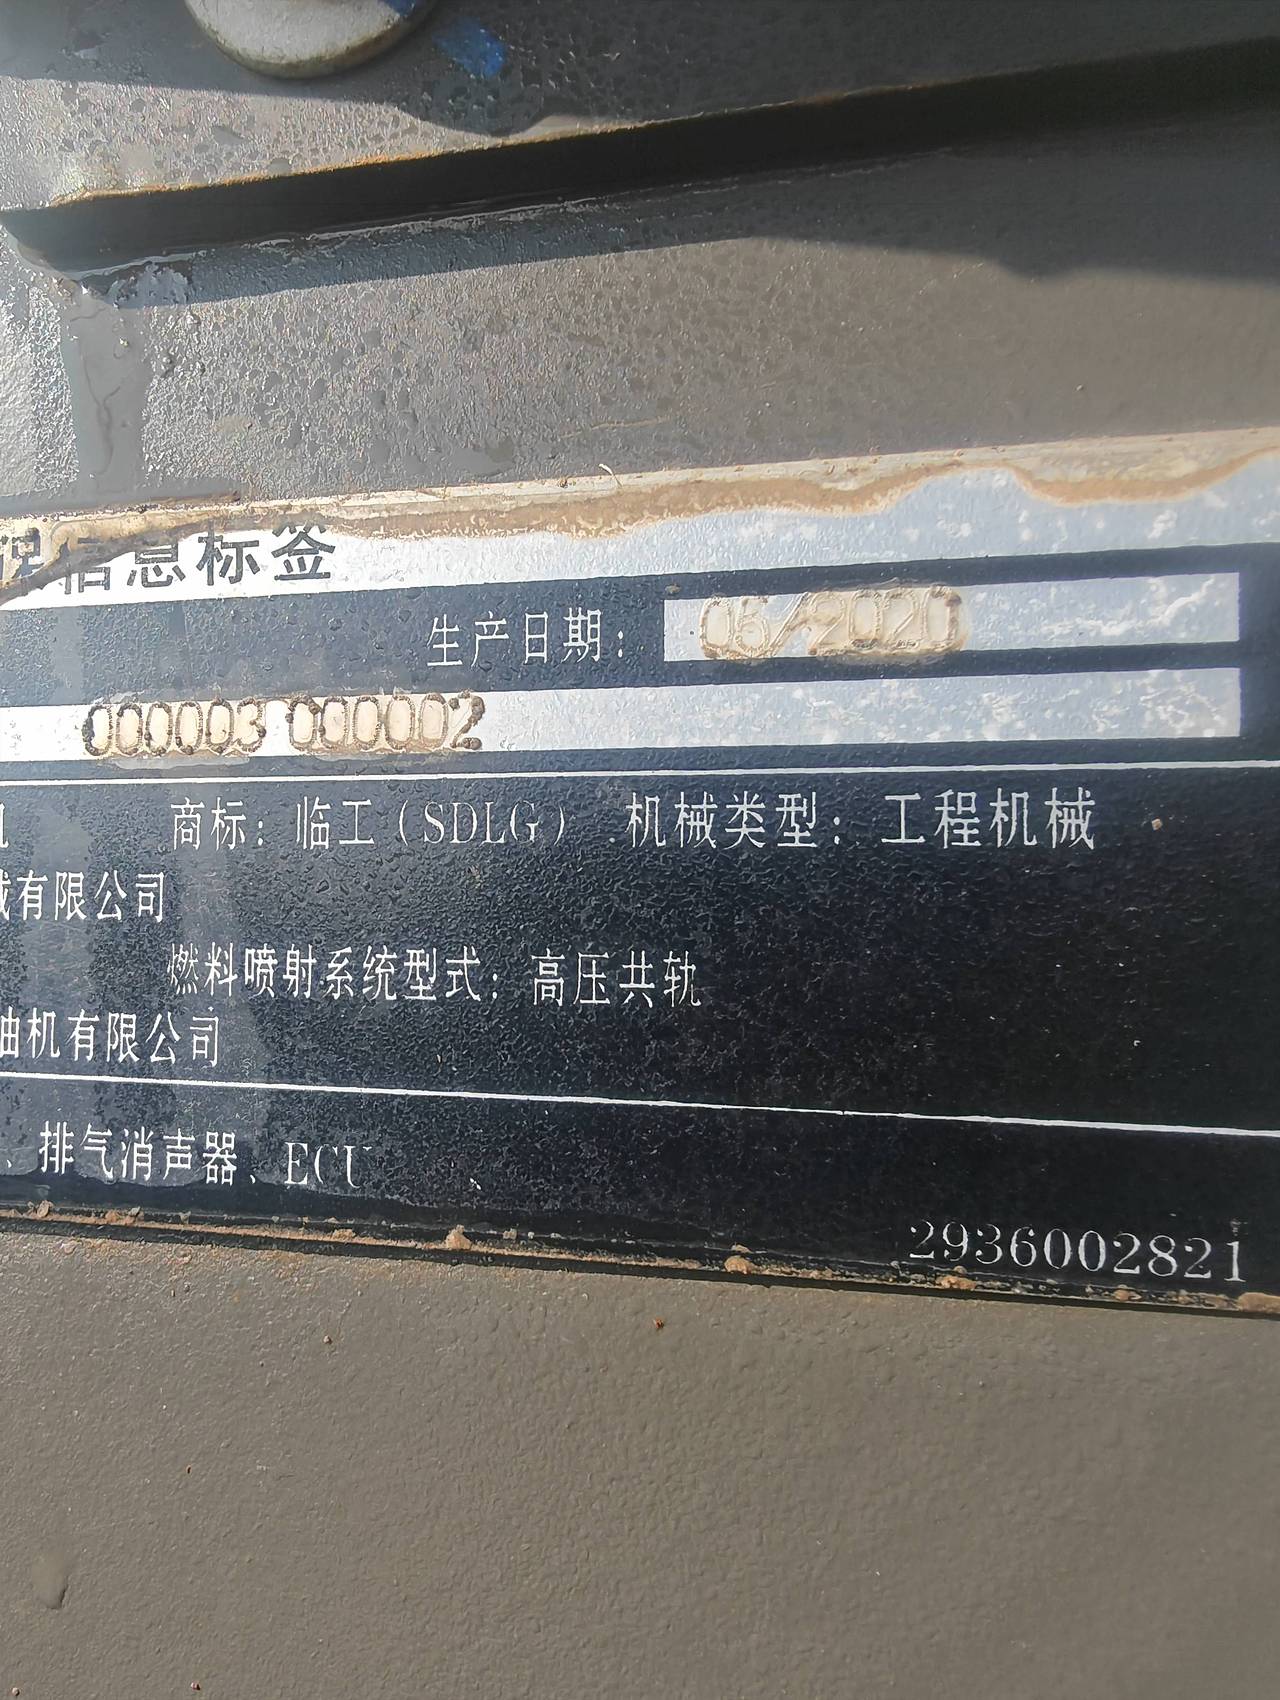 信息标签
生产日期: 05/2020
000003 000002
机 商标: 临工(SDLG) 机械类型: 工程机械
械有限公司
燃料喷射系统型式: 高压共轨
油机有限公司
、排气消声器、ECU
2936002821